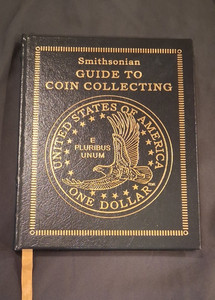 Smithsonian
GUIDE TO
COIN COLLECTING
UNITED STATES OF AMERICA
E
PLURIBUS
UNUM
ONE DOLLAR